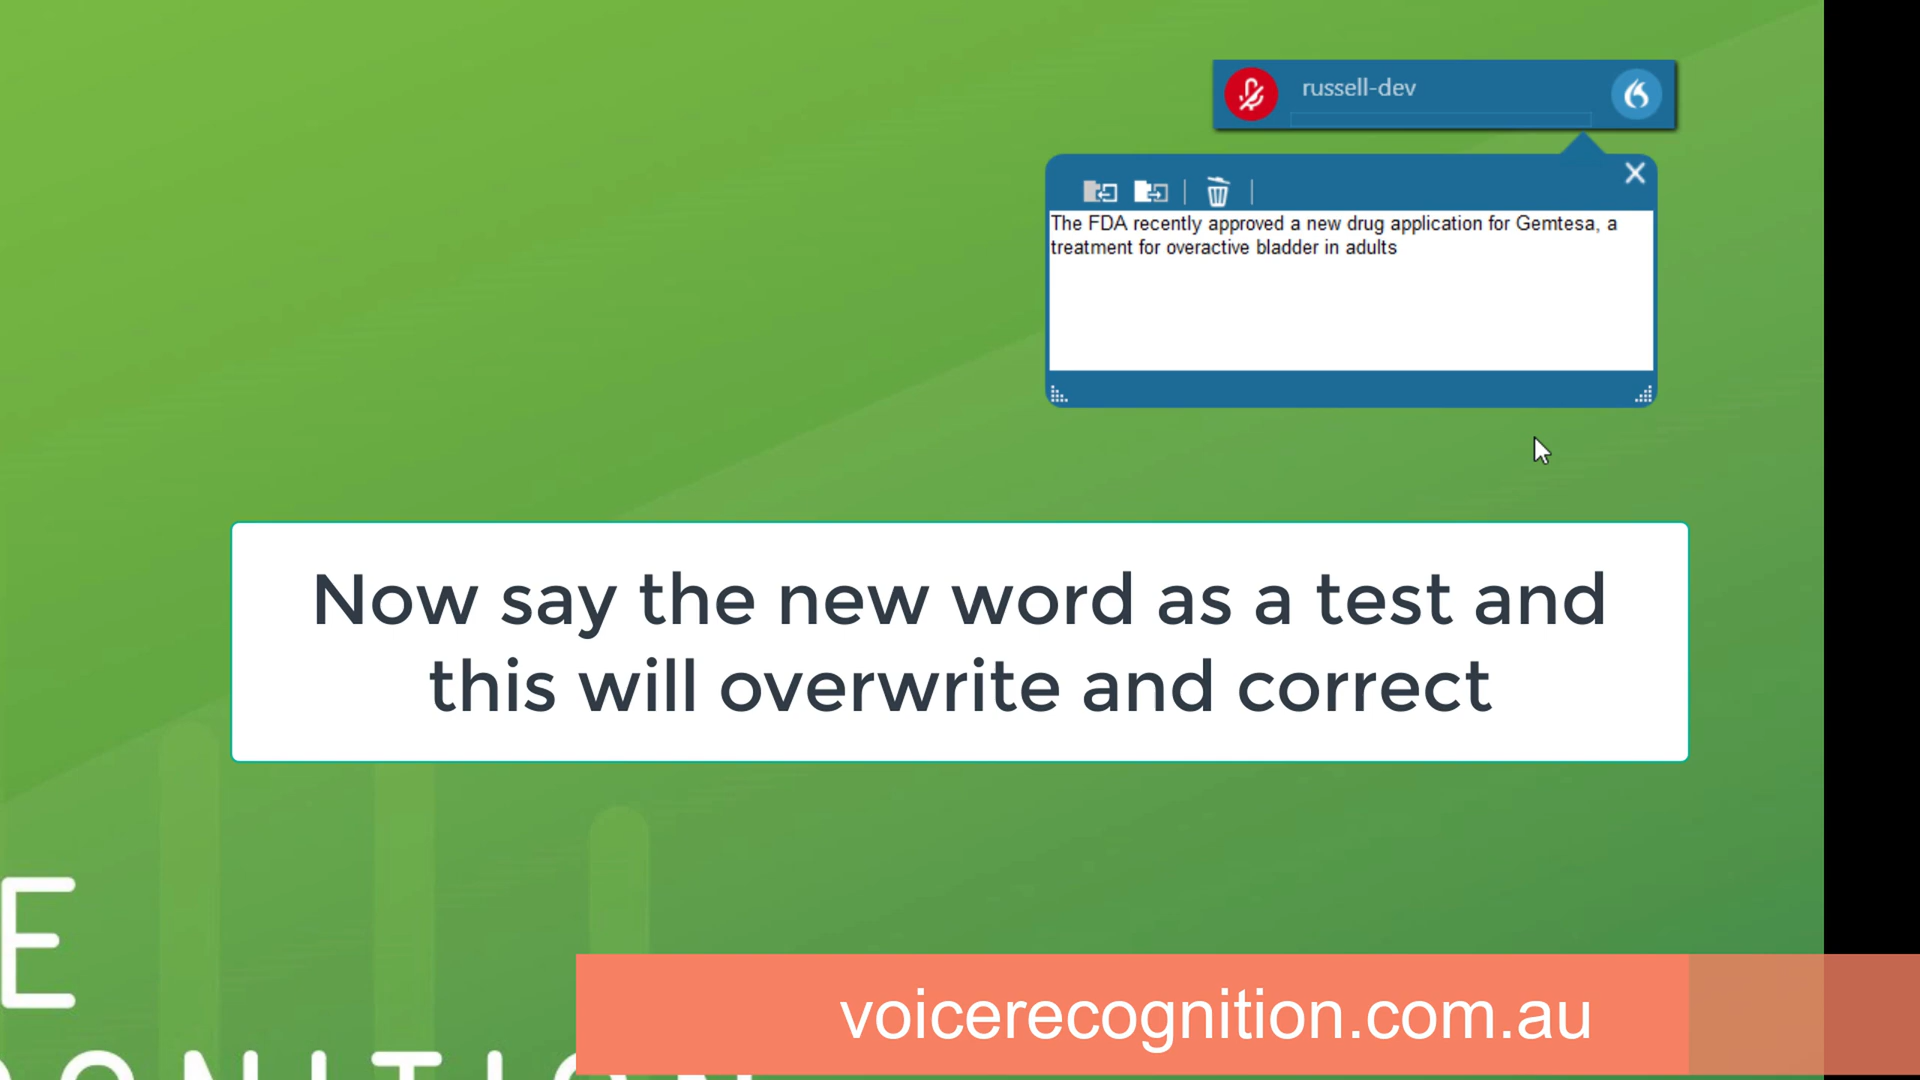 russell-dev
The FDA recently approved a new drug application for Gemtesa, a
treatment for overactive bladder in adults
Now say the new word as a test and
this will overwrite and correct
E
voicerecognition.com.au